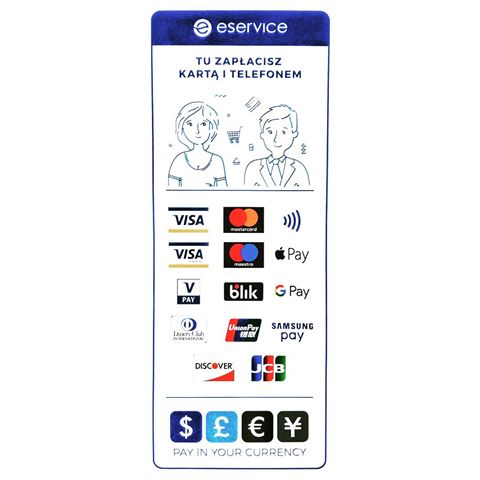 eservice
TU ZAPŁACISZ
KARTĄ I TELEFONEM
VISA mastercard
VISA maestro Pay
V PAY blik G Pay
Diners Club INTERNATIONAL UnionPay 银联 SAMSUNG pay
DISCOVER JCB
$ £ € ¥
PAY IN YOUR CURRENCY